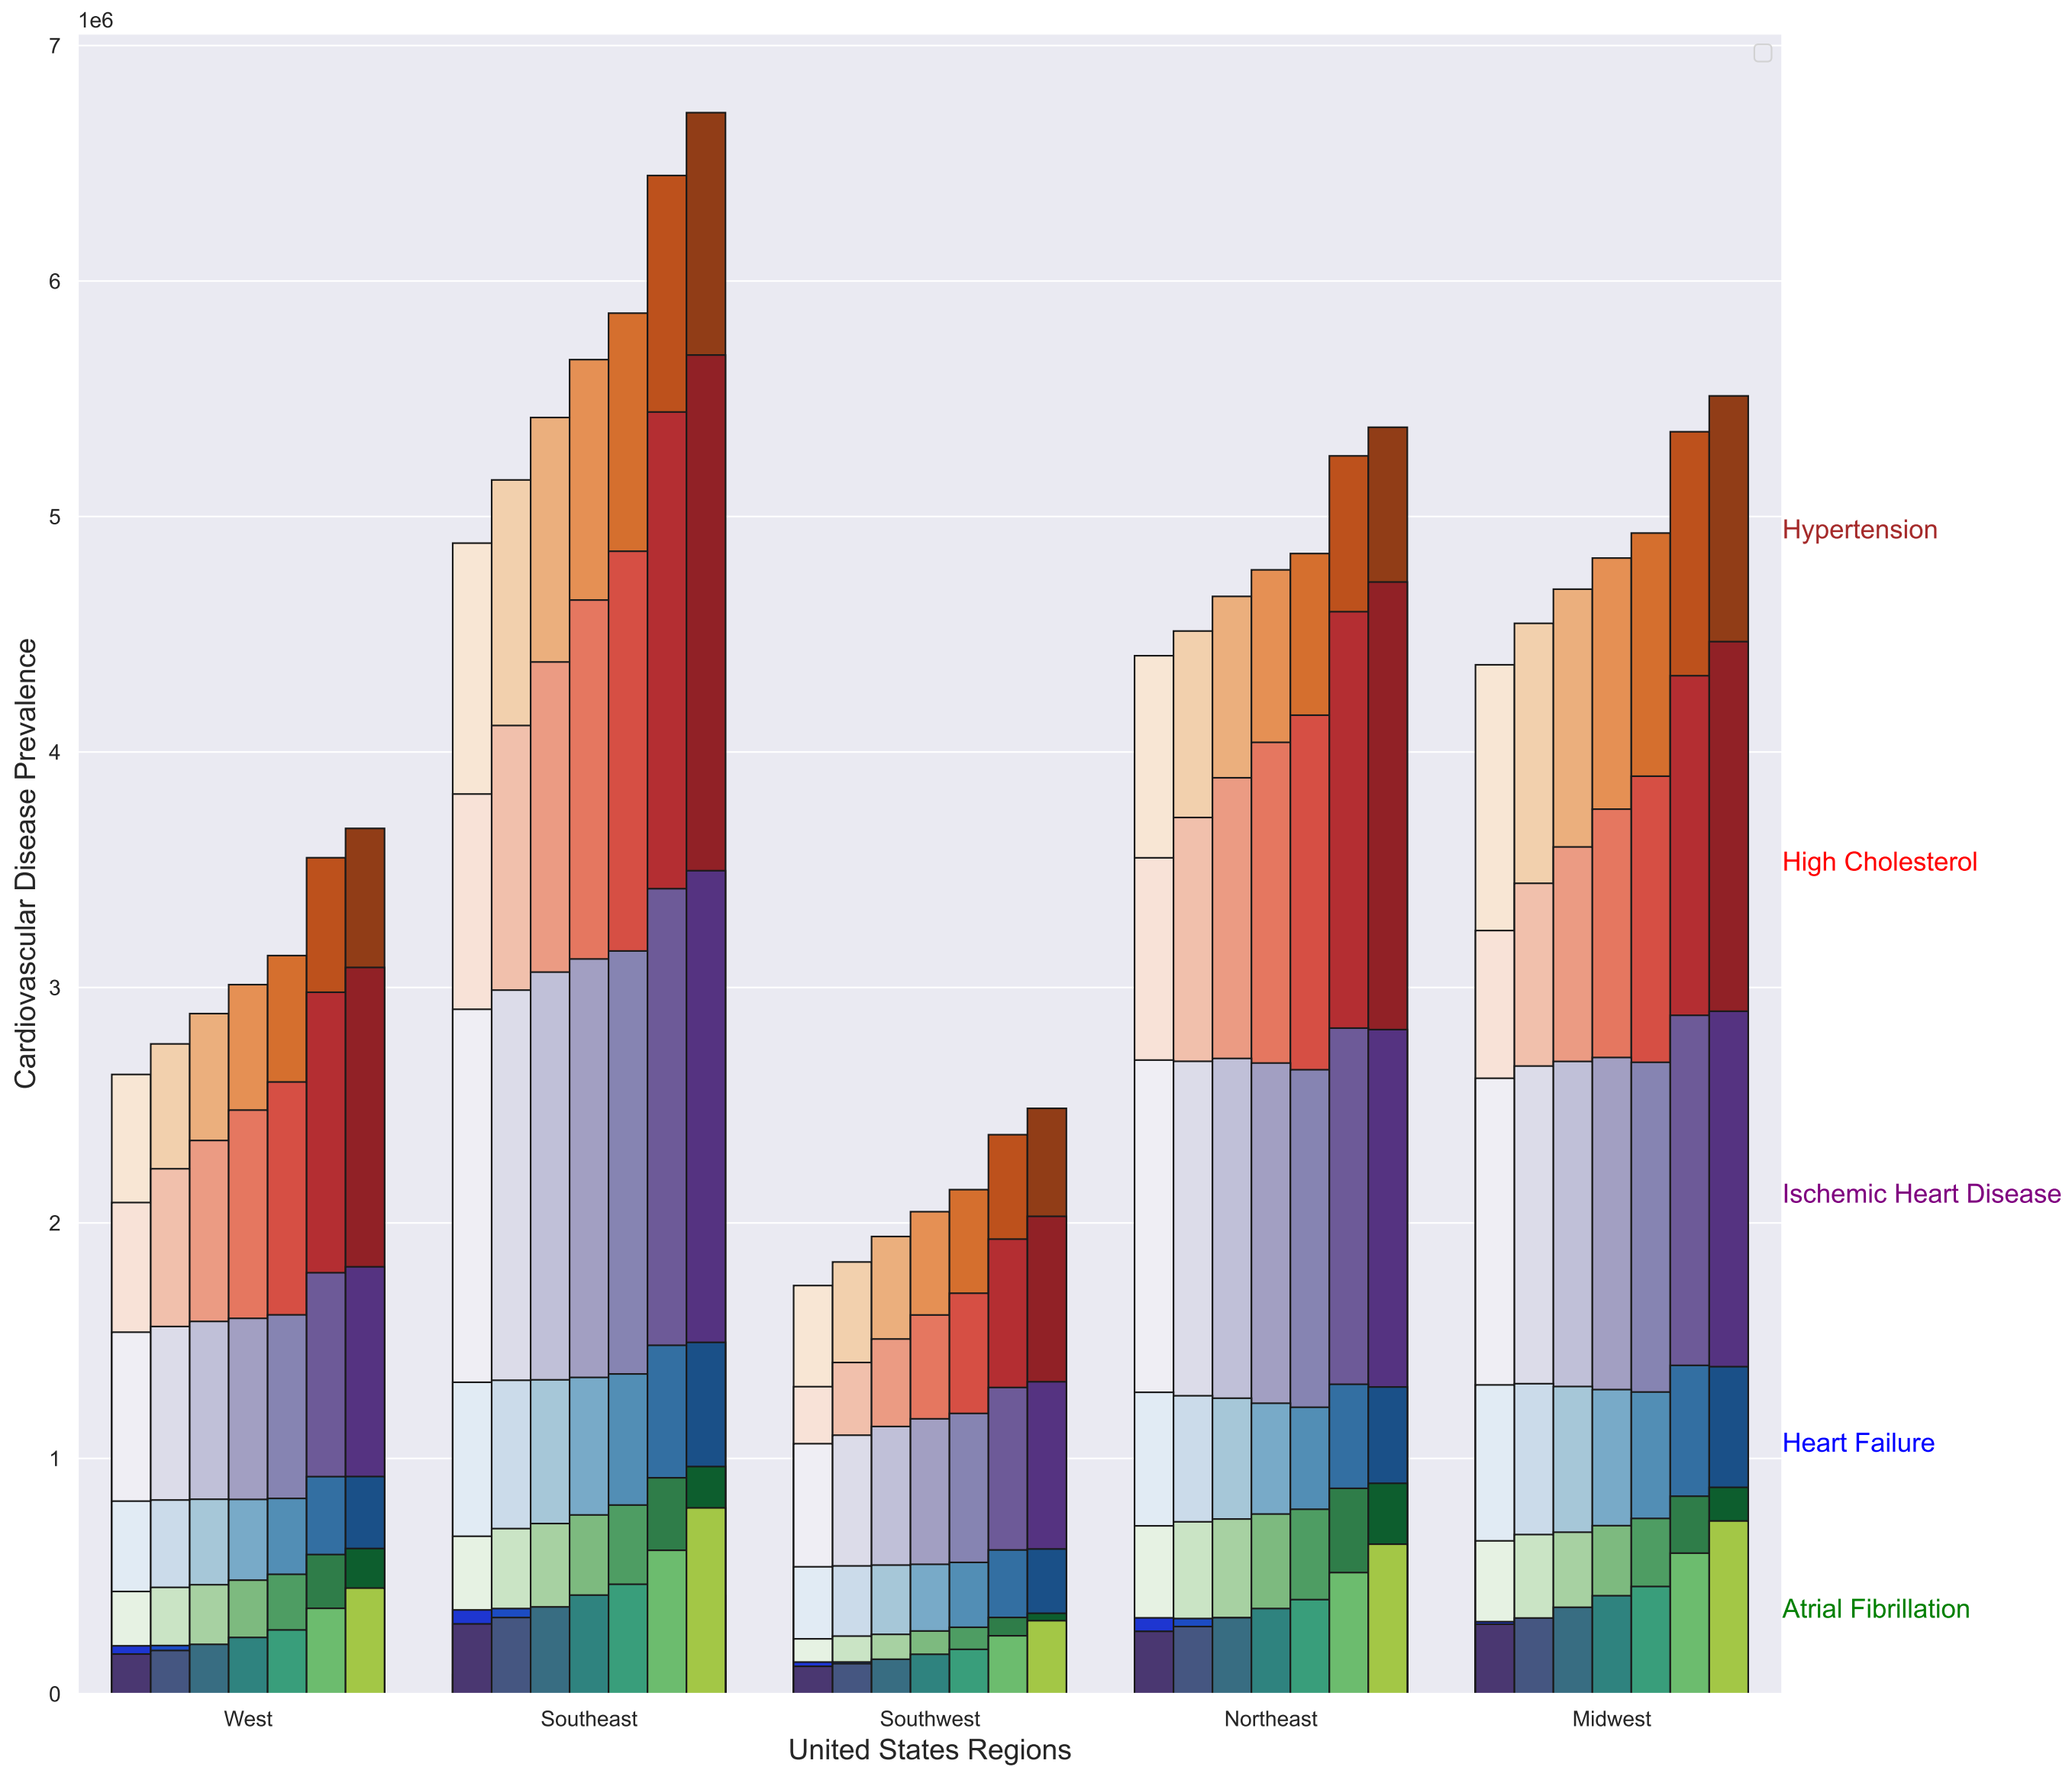 1e6
7
6
5
4
3
2
1
0
Cardiovascular Disease Prevalence
Hypertension
High Cholesterol
Ischemic Heart Disease
Heart Failure
Atrial Fibrillation
West
Southeast
Southwest
Northeast
Midwest
United States Regions